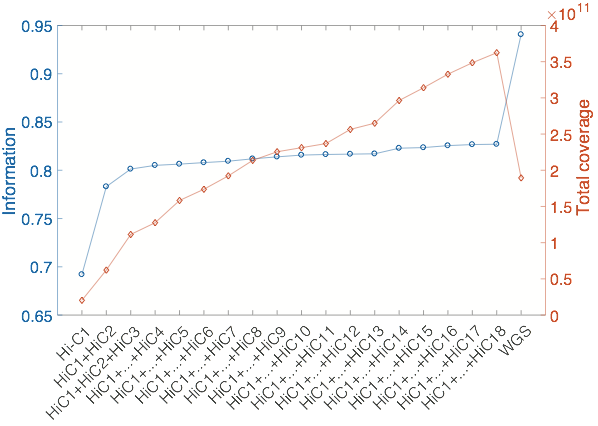 ×10¹¹
0.95
0.9
0.85
0.8
0.75
0.7
0.65
Information
4
3.5
3
2.5
2
1.5
1
0.5
0
Total coverage
Hi-C1
HiC1+HiC2
HiC1+HiC2+HiC3
HiC1+...+HiC4
HiC1+...+HiC5
HiC1+...+HiC6
HiC1+...+HiC7
HiC1+...+HiC8
HiC1+...+HiC9
HiC1+...+HiC10
HiC1+...+HiC11
HiC1+...+HiC12
HiC1+...+HiC13
HiC1+...+HiC14
HiC1+...+HiC15
HiC1+...+HiC16
HiC1+...+HiC17
HiC1+...+HiC18
WGS